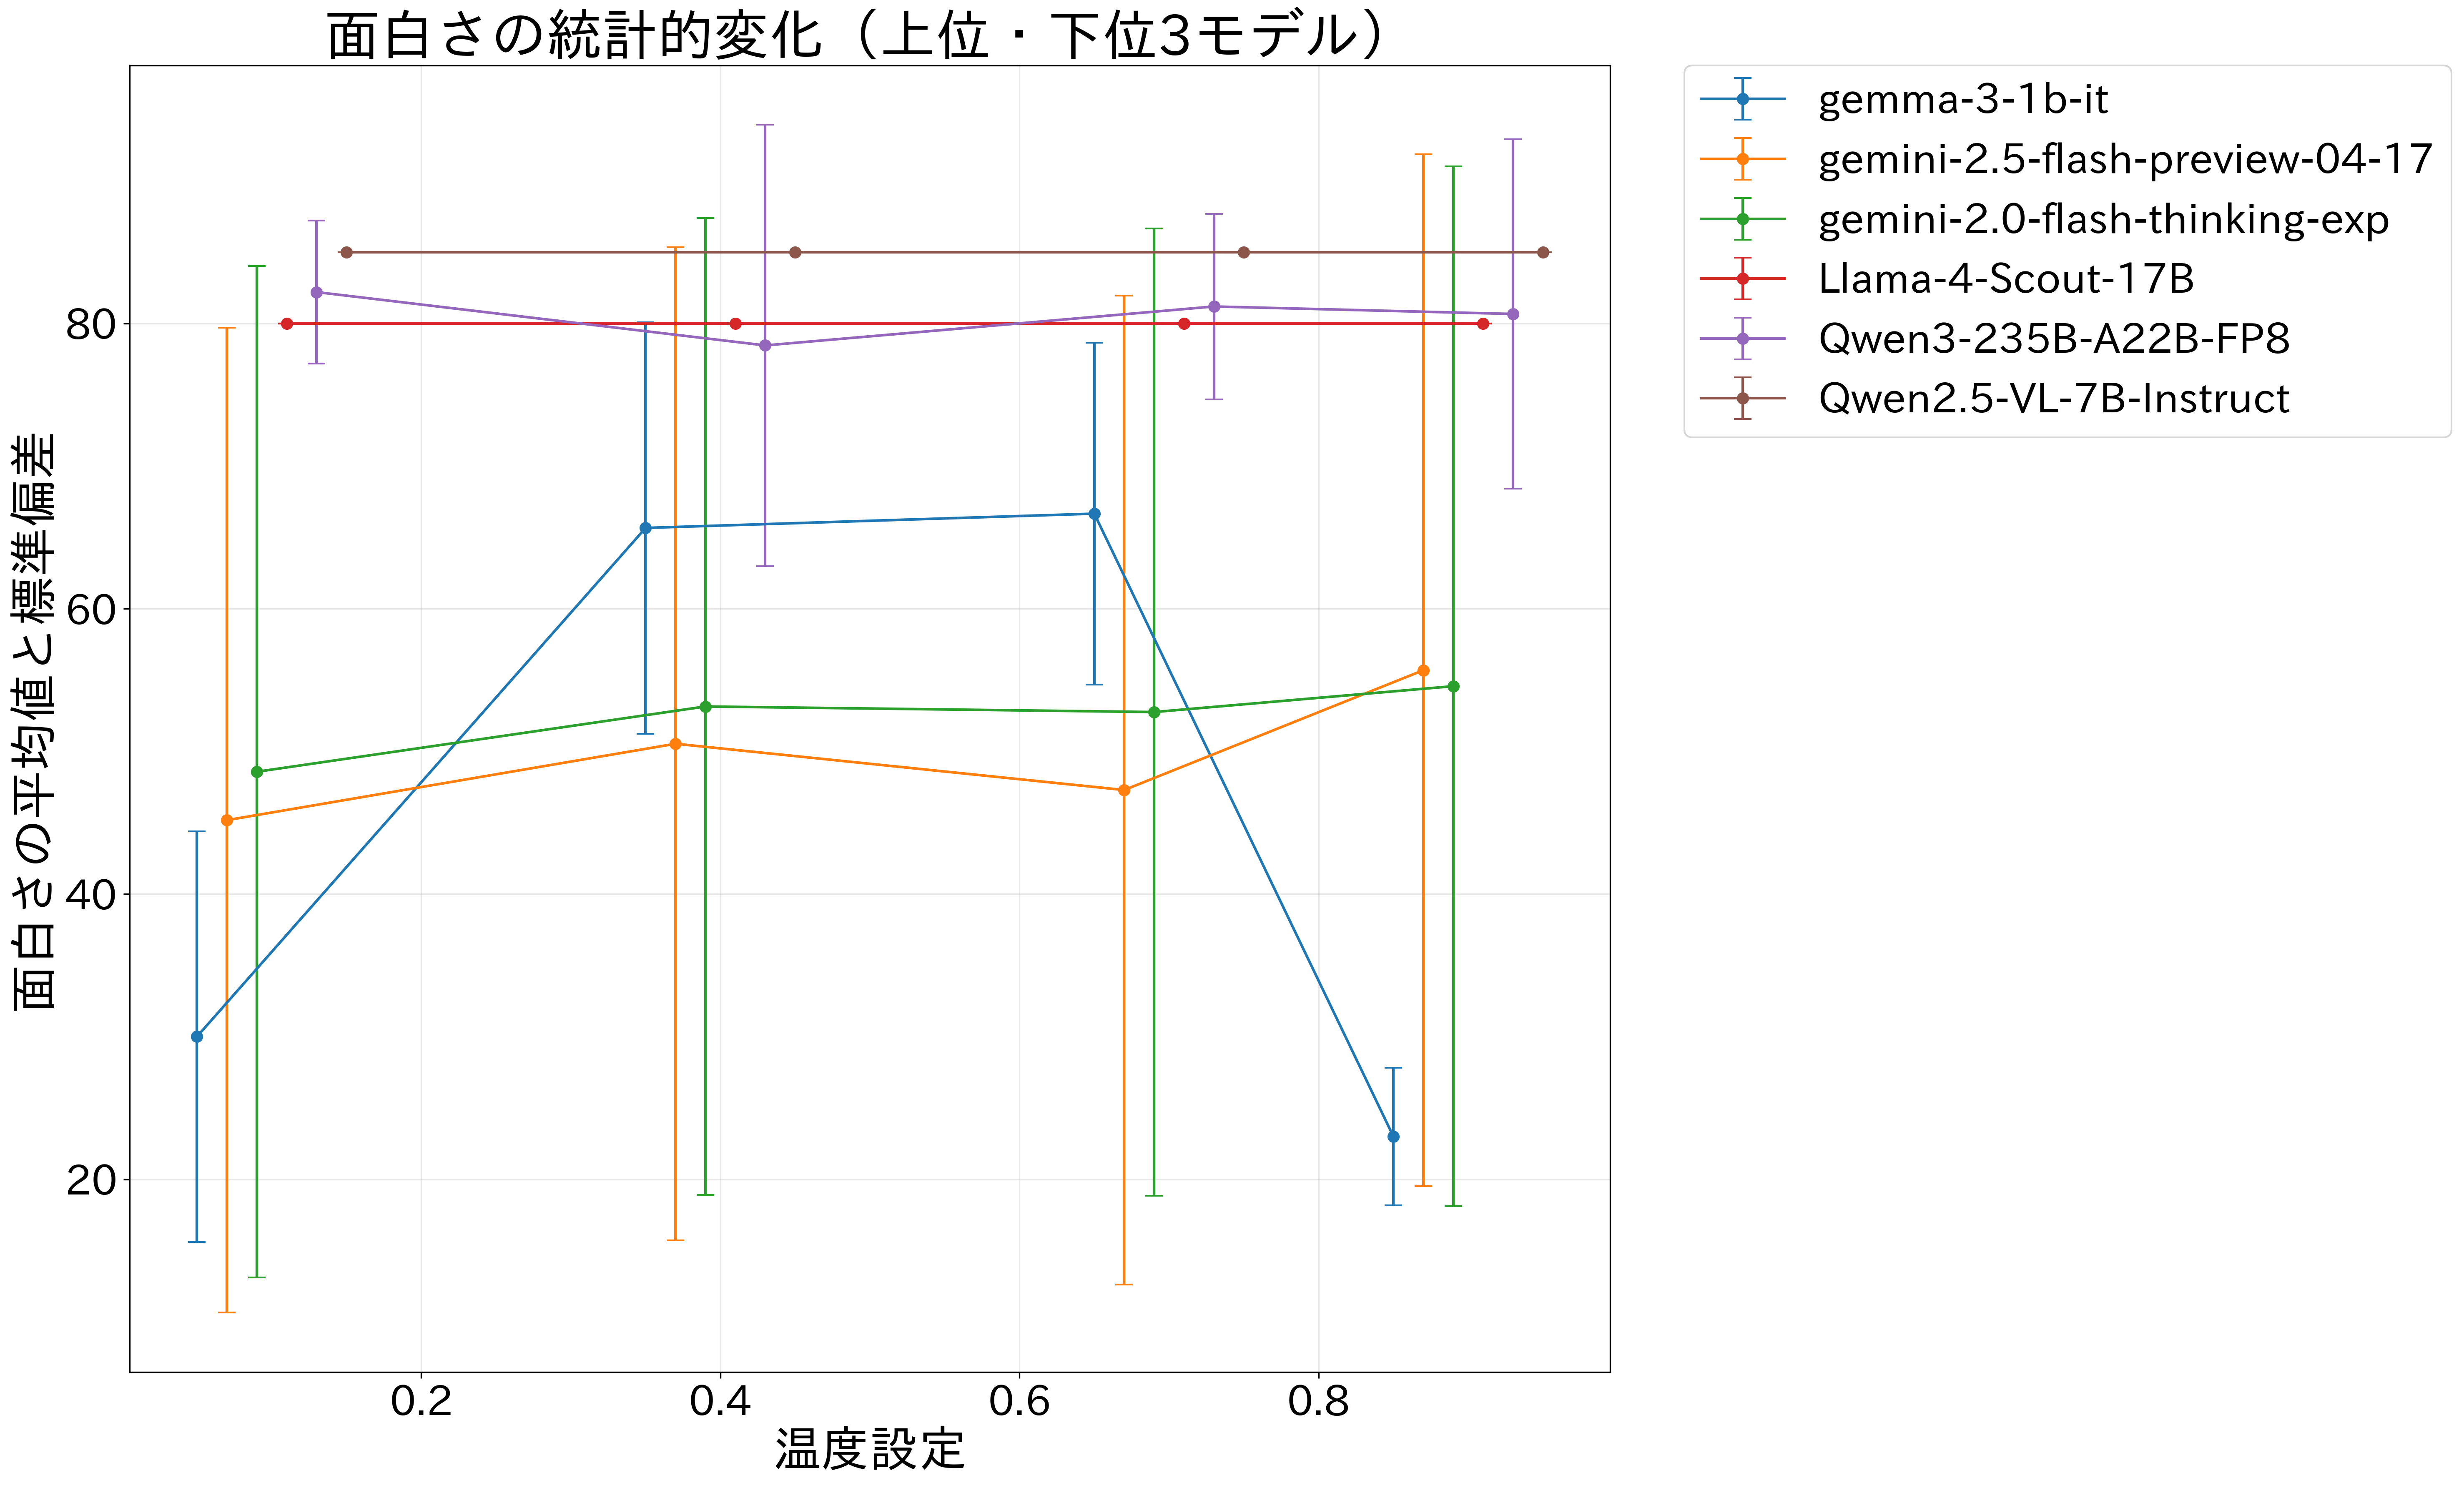 面白さの統計的変化（上位・下位3モデル）
面白さの平均値と標準偏差
80
60
40
20
0.2
0.4
0.6
0.8
温度設定
gemma-3-1b-it
gemini-2.5-flash-preview-04-17
gemini-2.0-flash-thinking-exp
Llama-4-Scout-17B
Qwen3-235B-A22B-FP8
Qwen2.5-VL-7B-Instruct